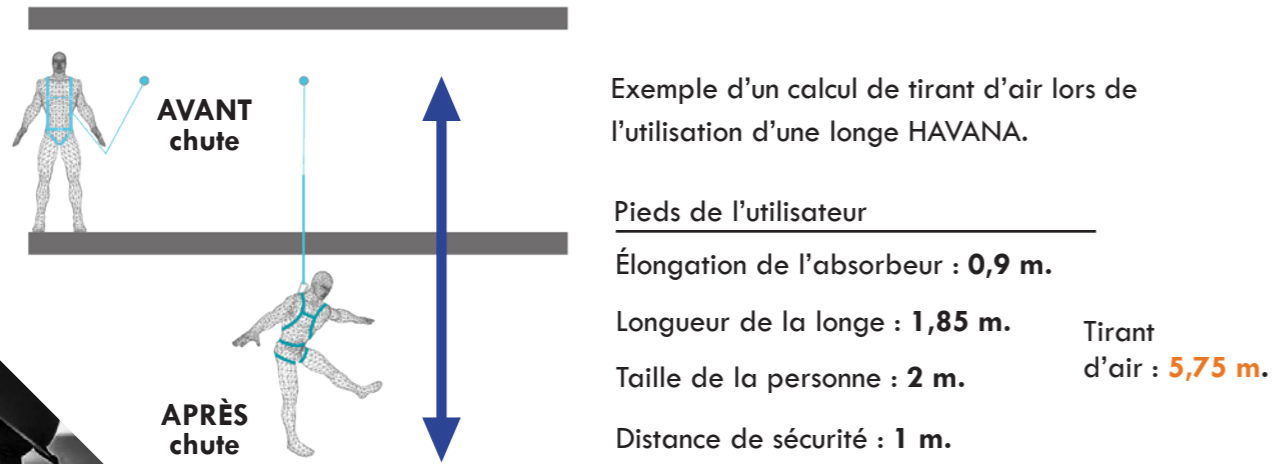 AVANT
chute
APRÈS
chute
Exemple d'un calcul de tirant d'air lors de
l'utilisation d'une longe HAVANA.
Pieds de l'utilisateur
Élongation de l'absorbeur : 0,9 m.
Longueur de la longe : 1,85 m.
Taille de la personne : 2 m.
Distance de sécurité : 1 m.
Tirant
d'air : 5,75 m.